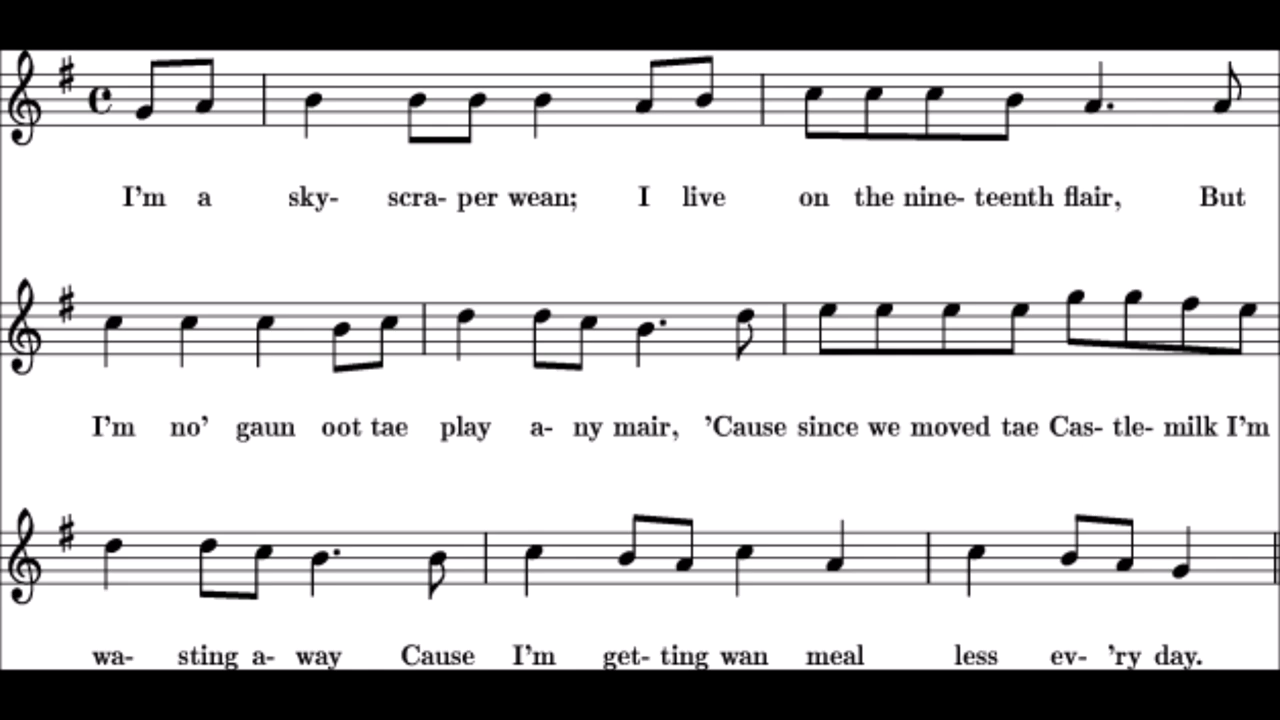 I'm a sky- scra- per wean; I live on the nine- teenth flair, But
I'm no' gaun oot tae play a- ny mair, 'Cause since we moved tae Cas- tle- milk I'm
wa- sting a- way Cause I'm get- ting wan meal less ev- 'ry day.